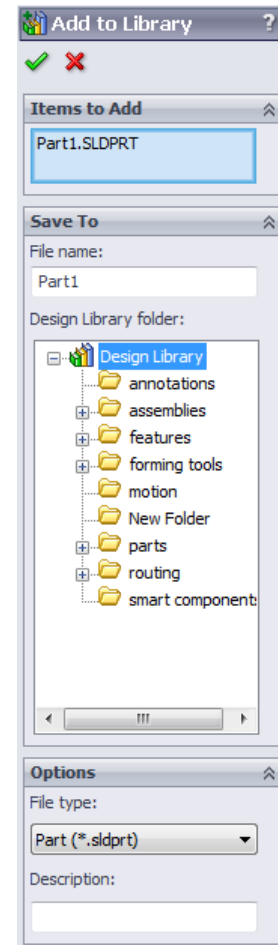 Add to Library ?
Items to Add
Part1.SLDPRT
Save To
File name:
Part1
Design Library folder:
Design Library
annotations
assemblies
features
forming tools
motion
New Folder
parts
routing
smart component
Options
File type:
Part (*.sldprt)
Description: